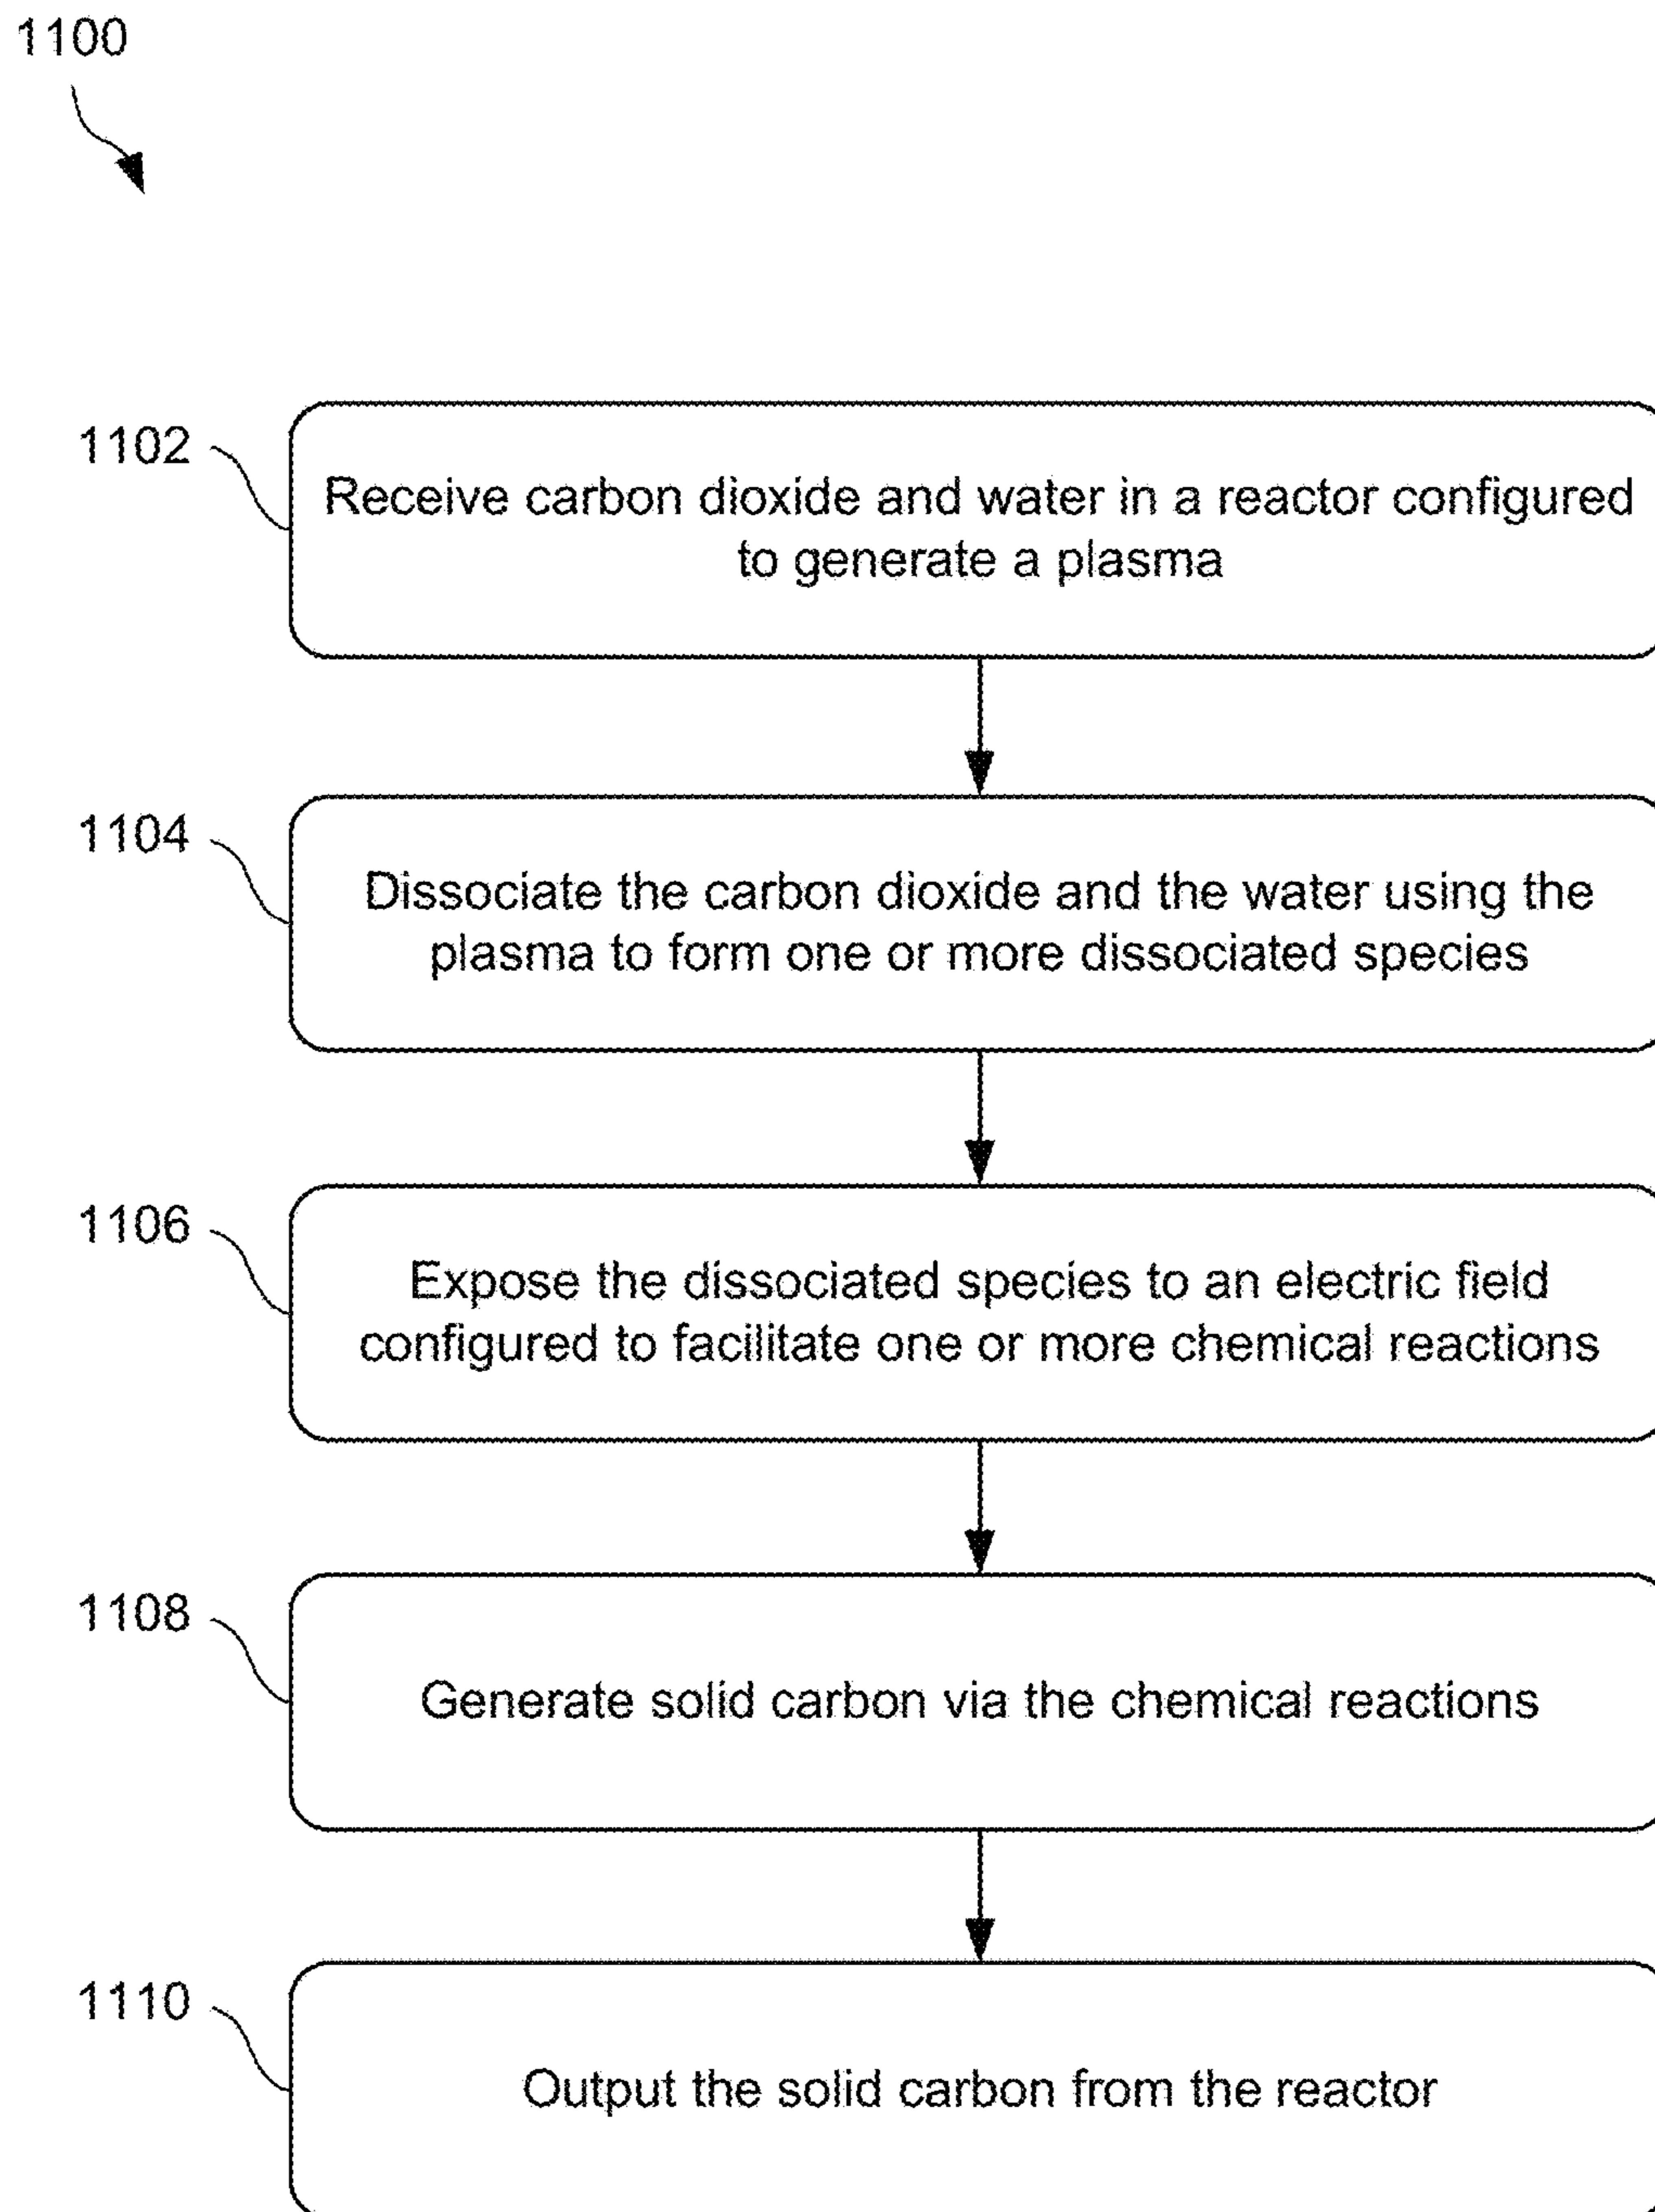 1100
1102
Receive carbon dioxide and water in a reactor configured
to generate a plasma
1104
Dissociate the carbon dioxide and the water using the
plasma to form one or more dissociated species
1106
Expose the dissociated species to an electric field
configured to facilitate one or more chemical reactions
1108
Generate solid carbon via the chemical reactions
1110
Output the solid carbon from the reactor